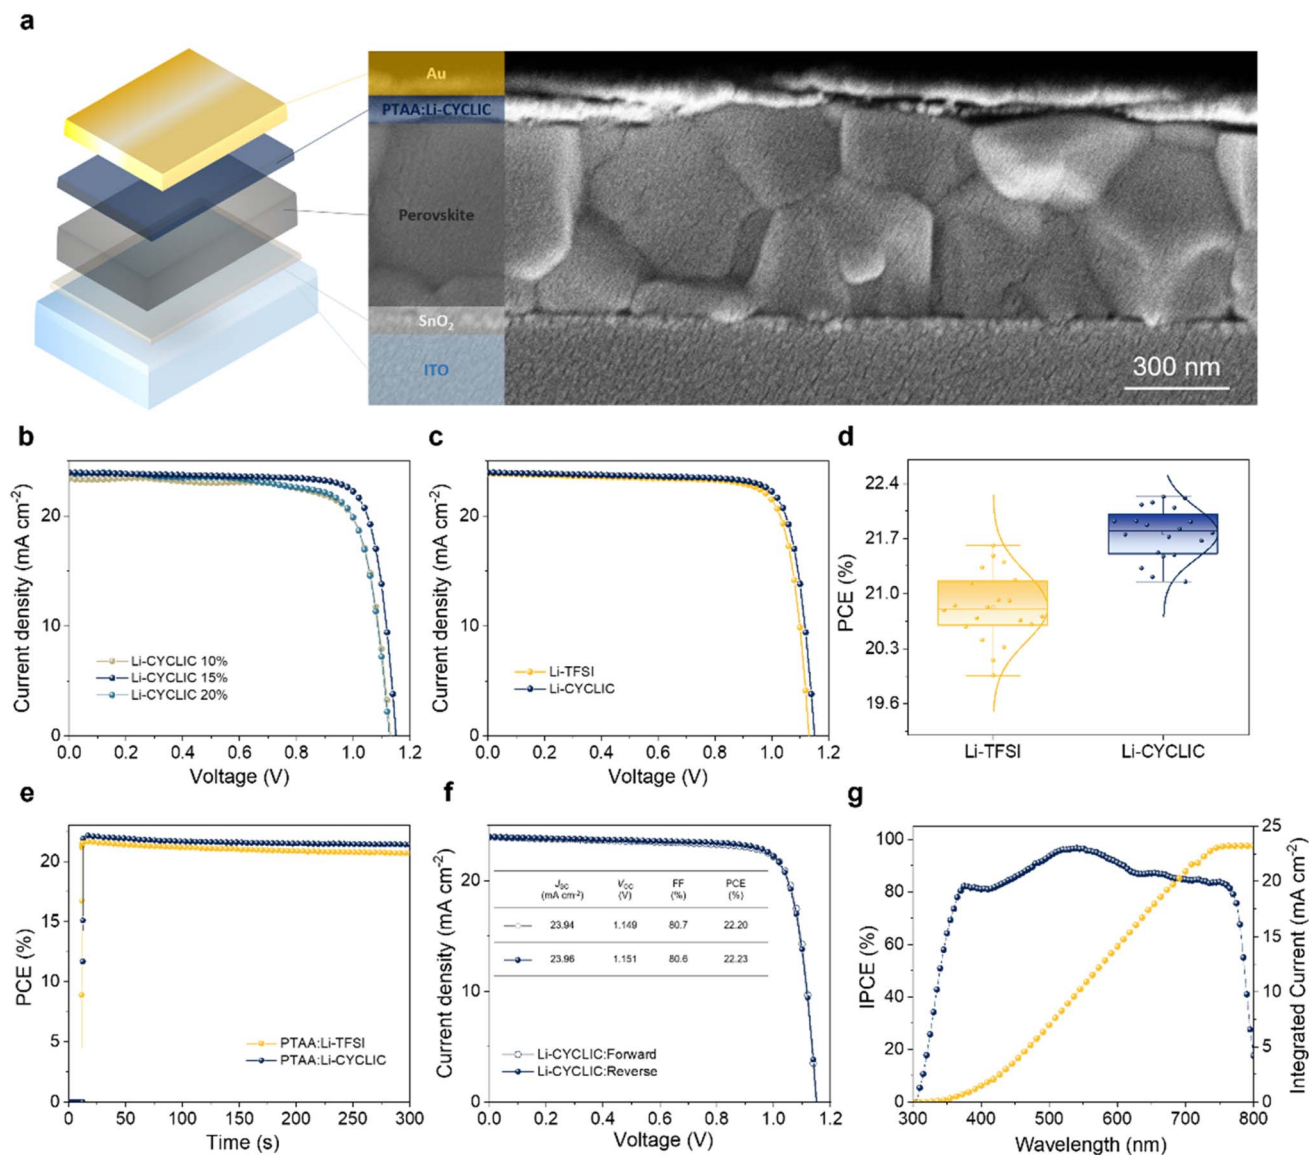 a
Au
PTAA:Li-CYCLIC
Perovskite
SnO₂
ITO
300 nm
b
Current density (mA cm⁻²)
20
10
0
Li-CYCLIC 10%
Li-CYCLIC 15%
Li-CYCLIC 20%
0.0 0.2 0.4 0.6 0.8 1.0 1.2
Voltage (V)
c
Current density (mA cm⁻²)
20
10
0
Li-TFSI
Li-CYCLIC
0.0 0.2 0.4 0.6 0.8 1.0 1.2
Voltage (V)
d
PCE (%)
22.4
21.7
21.0
20.3
19.6
Li-TFSI Li-CYCLIC
e
PCE (%)
20
15
10
5
0
PTAA:Li-TFSI
PTAA:Li-CYCLIC
0 50 100 150 200 250 300
Time (s)
f
Current density (mA cm⁻²)
20
10
0
J_SC V_OC FF PCE
(mA cm⁻²) (V) (%) (%)
23.94 1.149 80.7 22.20
23.96 1.151 80.6 22.23
Li-CYCLIC:Forward
Li-CYCLIC:Reverse
0.0 0.2 0.4 0.6 0.8 1.0 1.2
Voltage (V)
g
IPCE (%)
100
80
60
40
20
0
Integrated Current (mA cm⁻²)
25
20
15
10
5
0
300 400 500 600 700 800
Wavelength (nm)